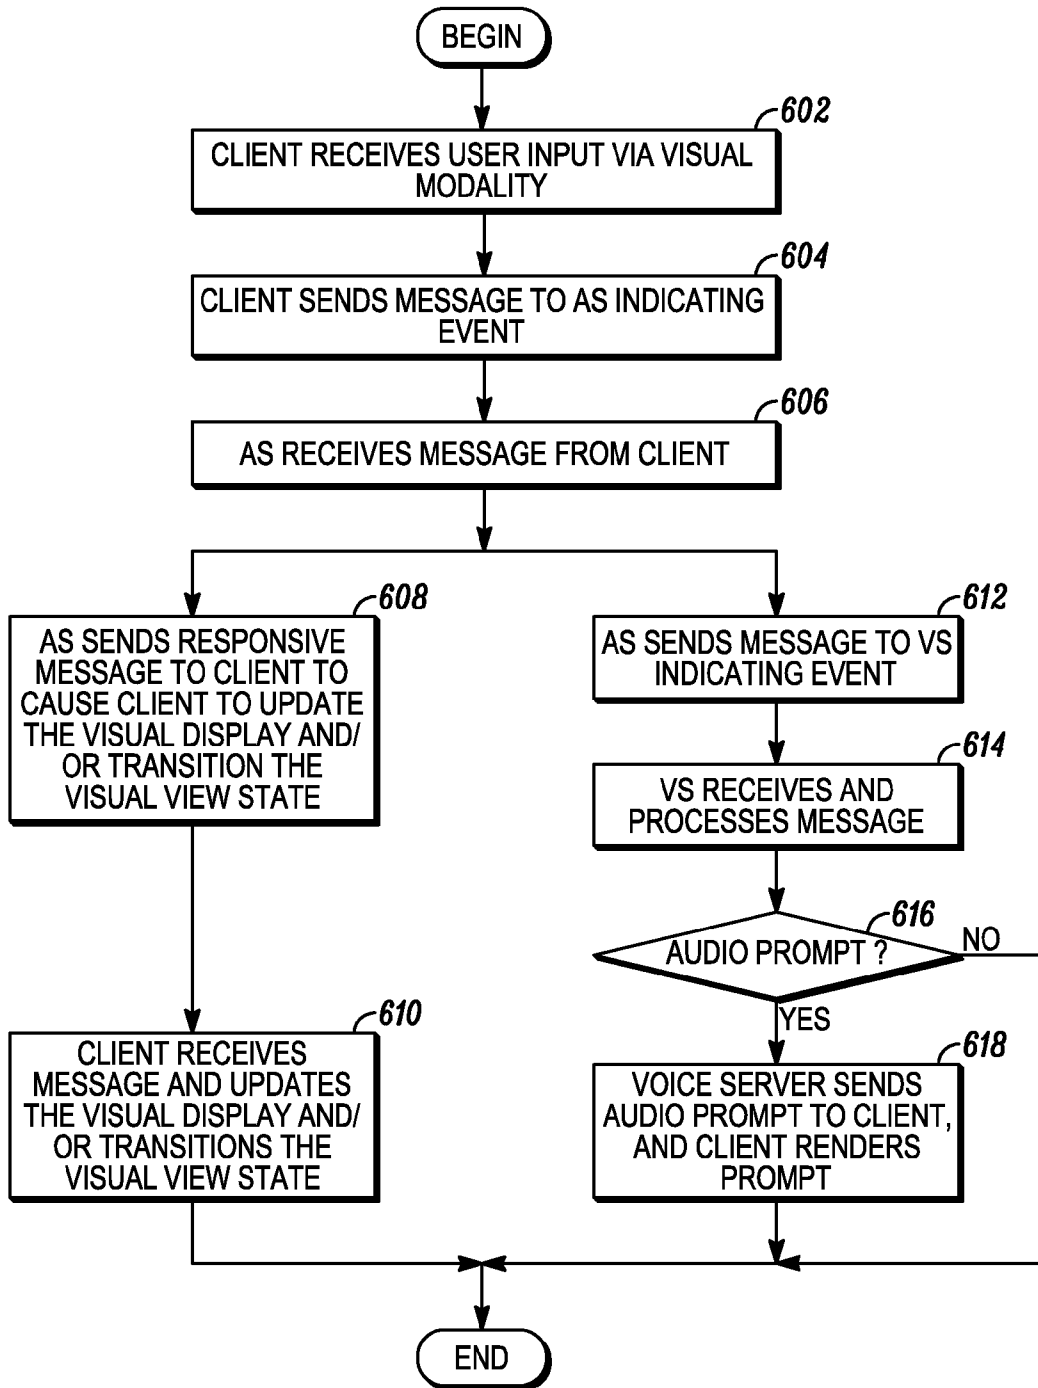 BEGIN
602
CLIENT RECEIVES USER INPUT VIA VISUAL
MODALITY
604
CLIENT SENDS MESSAGE TO AS INDICATING
EVENT
606
AS RECEIVES MESSAGE FROM CLIENT
608
AS SENDS RESPONSIVE
MESSAGE TO CLIENT TO
CAUSE CLIENT TO UPDATE
THE VISUAL DISPLAY AND/
OR TRANSITION THE
VISUAL VIEW STATE
610
CLIENT RECEIVES
MESSAGE AND UPDATES
THE VISUAL DISPLAY AND/
OR TRANSITIONS THE
VISUAL VIEW STATE
612
AS SENDS MESSAGE TO VS
INDICATING EVENT
614
VS RECEIVES AND
PROCESSES MESSAGE
616
AUDIO PROMPT ?
NO
YES
618
VOICE SERVER SENDS
AUDIO PROMPT TO CLIENT,
AND CLIENT RENDERS
PROMPT
END